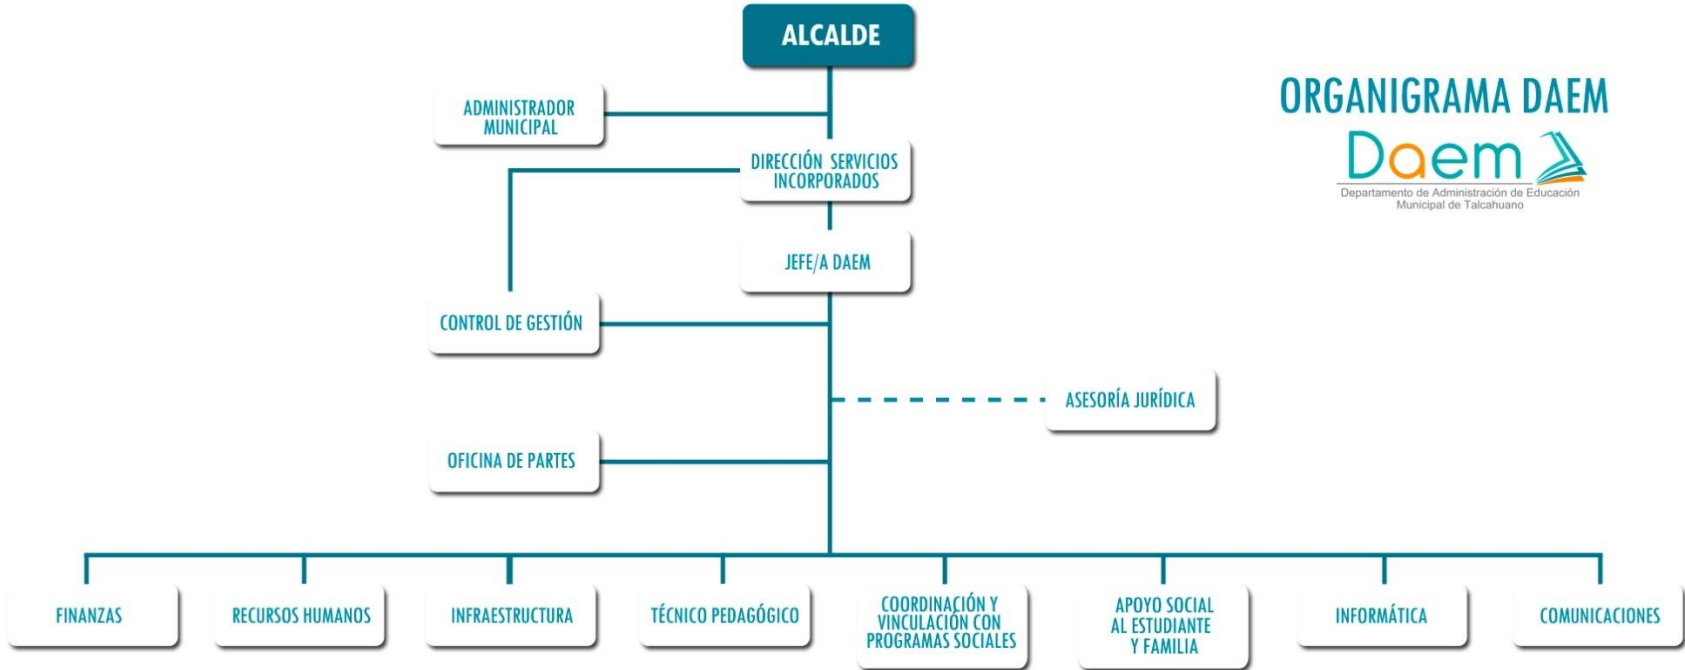 ALCALDE
ORGANIGRAMA DAEM
Daem
Departamento de Administración de Educación
Municipal de Talcahuano
ADMINISTRADOR
MUNICIPAL
DIRECCIÓN SERVICIOS
INCORPORADOS
JEFE/A DAEM
CONTROL DE GESTIÓN
ASESORÍA JURÍDICA
OFICINA DE PARTES
FINANZAS
RECURSOS HUMANOS
INFRAESTRUCTURA
TÉCNICO PEDAGÓGICO
COORDINACIÓN Y
VINCULACIÓN CON
PROGRAMAS SOCIALES
APOYO SOCIAL
AL ESTUDIANTE
Y FAMILIA
INFORMÁTICA
COMUNICACIONES